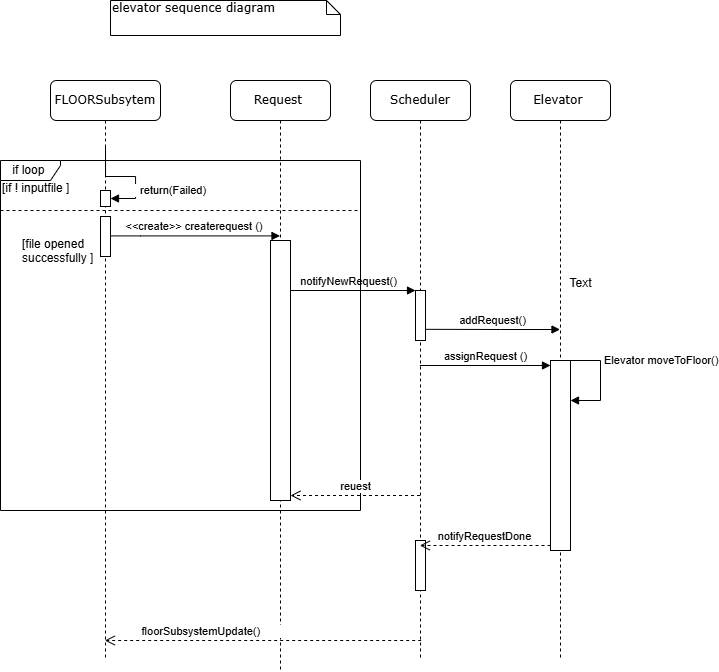 elevator sequence diagram
FLOORSubsytem
Request
Scheduler
Elevator
if loop
[if ! inputfile ]
return(Failed)
<<create>> createrequest ()
[file opened
successfully ]
notifyNewRequest()
Text
addRequest()
assignRequest ()
Elevator moveToFloor()
reuest
notifyRequestDone
floorSubsystemUpdate()